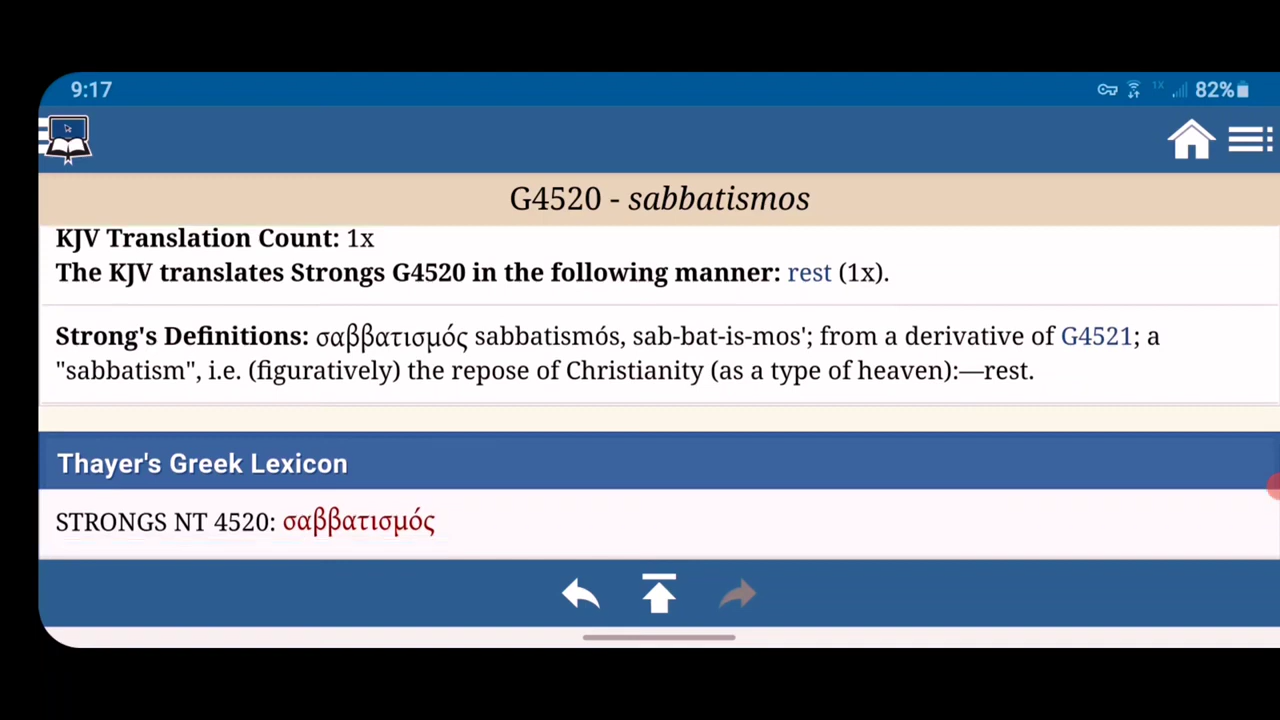 9:17
1X
82%
G4520 - sabbatismos
KJV Translation Count: 1x
The KJV translates Strongs G4520 in the following manner: rest (1x).
Strong's Definitions: σαββατισμός sabbatismós, sab-bat-is-mos'; from a derivative of G4521; a
"sabbatism", i.e. (figuratively) the repose of Christianity (as a type of heaven):—rest.
Thayer's Greek Lexicon
STRONGS NT 4520: σαββατισμός